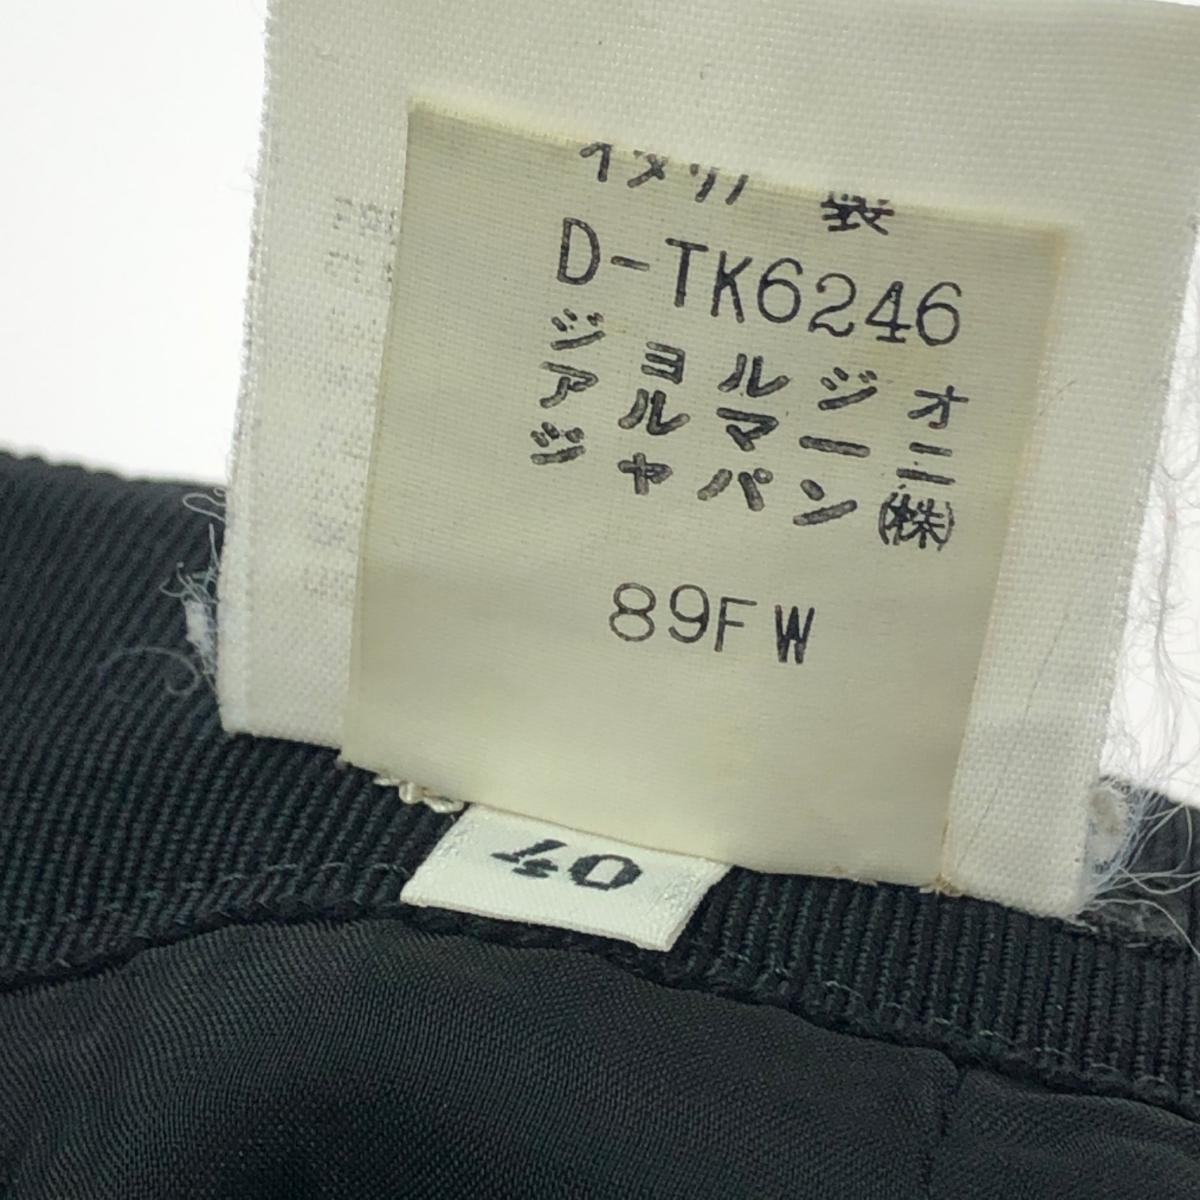 イタリア製
D-TK6246
ジョルジオ
アルマーニ
ジャパン(株)
89FW
40